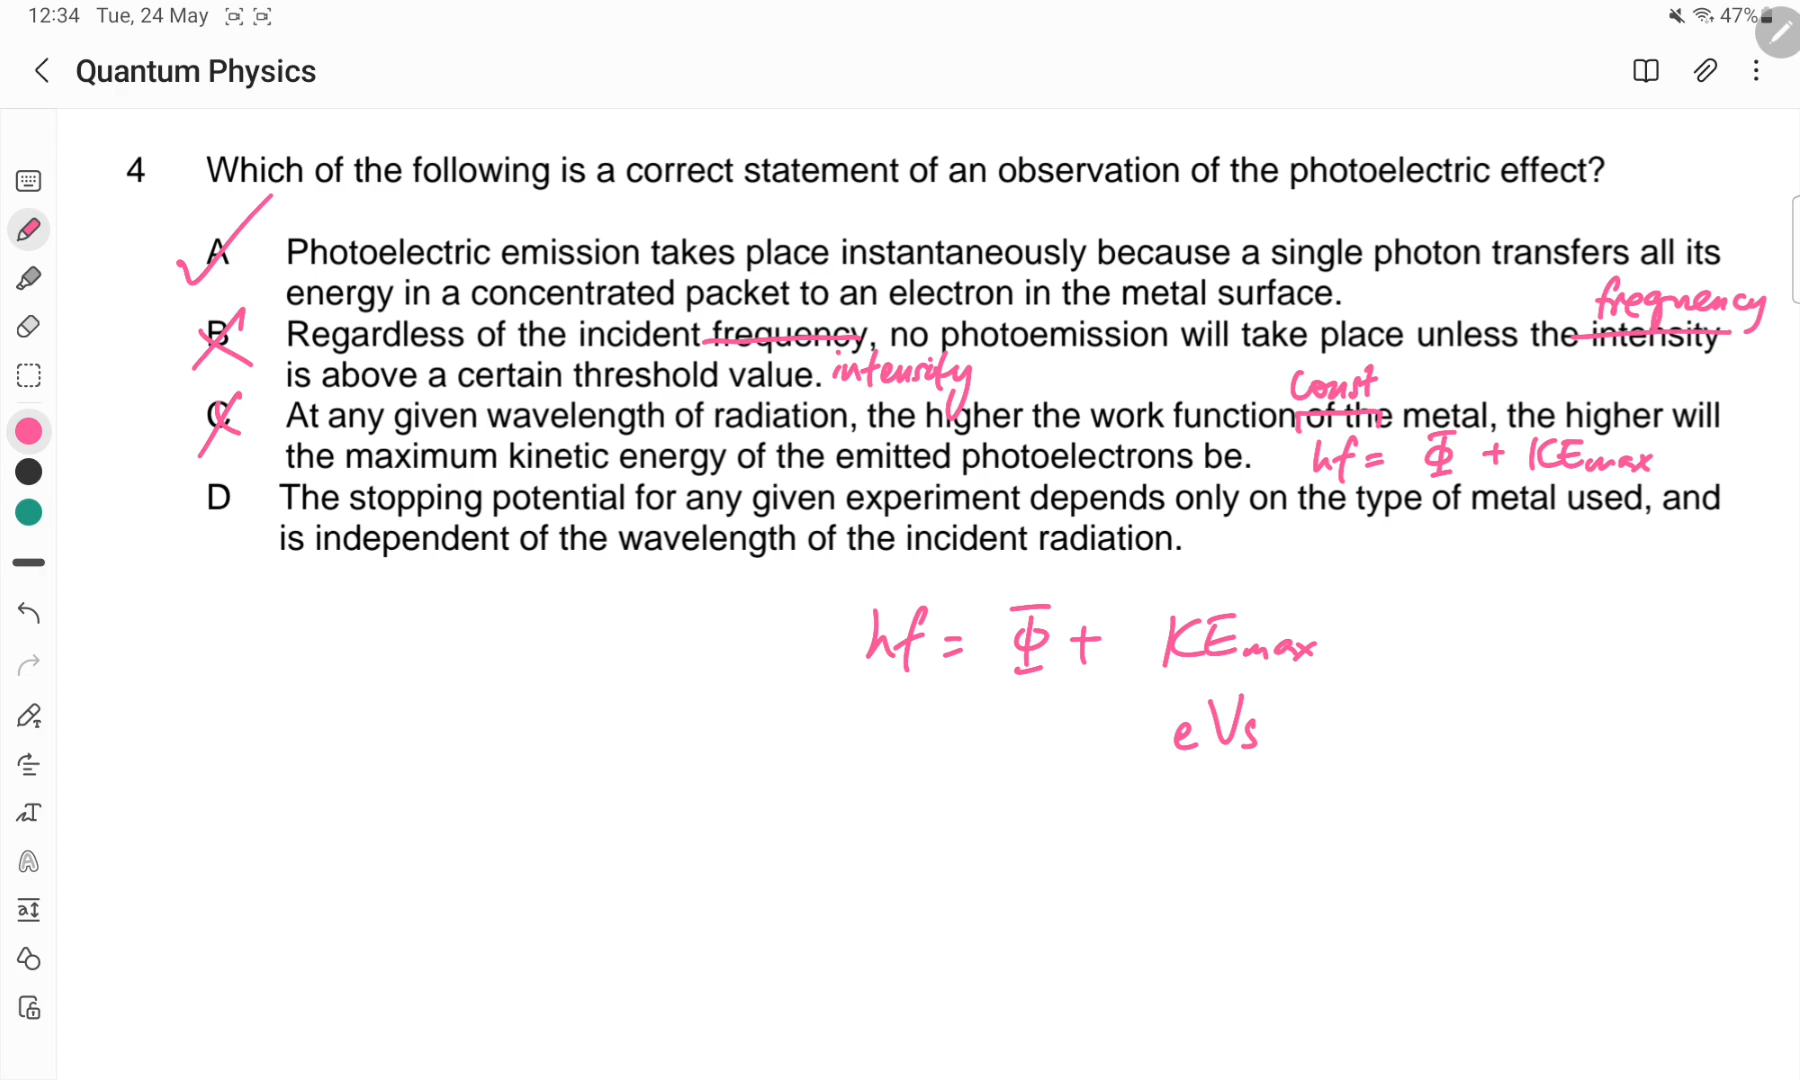 12:34 Tue, 24 May
47%
Quantum Physics
4 Which of the following is a correct statement of an observation of the photoelectric effect?
A Photoelectric emission takes place instantaneously because a single photon transfers all its
energy in a concentrated packet to an electron in the metal surface.
frequency
B Regardless of the incident frequency, no photoemission will take place unless the intensity
is above a certain threshold value. intensity
const
C At any given wavelength of radiation, the higher the work function of the metal, the higher will
the maximum kinetic energy of the emitted photoelectrons be. hf = Φ + KEmax
D The stopping potential for any given experiment depends only on the type of metal used, and
is independent of the wavelength of the incident radiation.
hf = Φ + KEmax
eVs